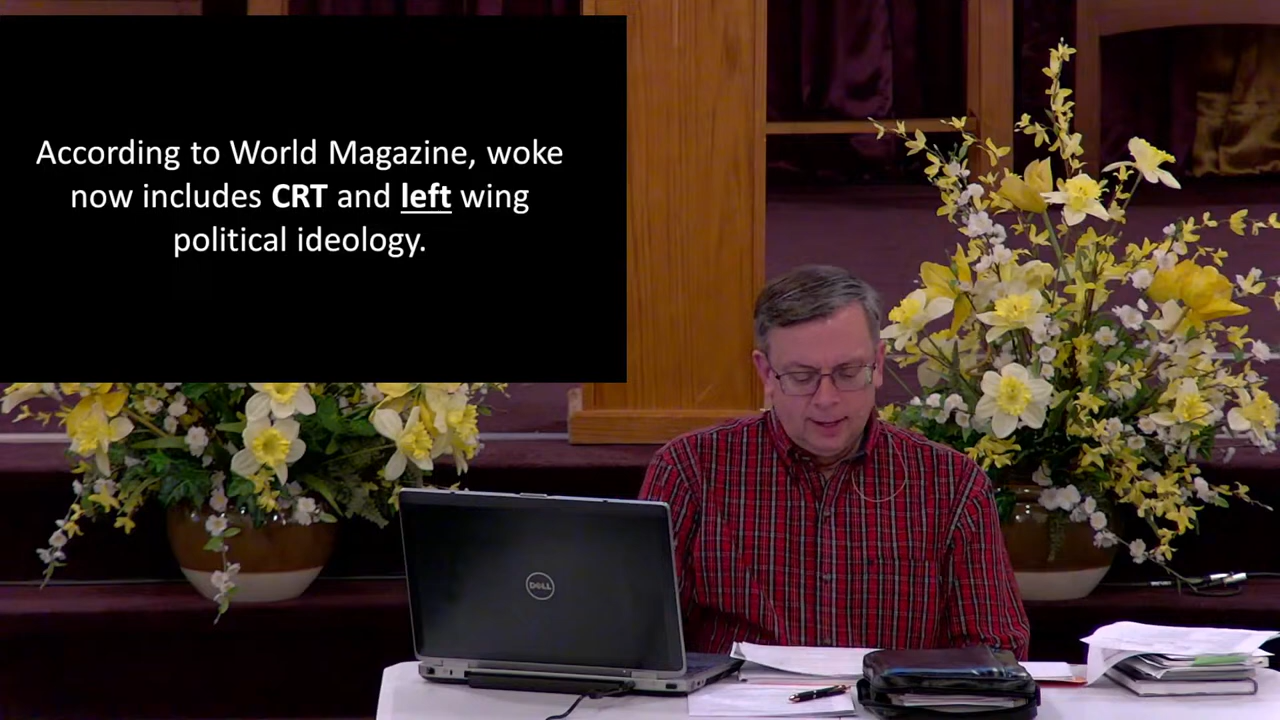 According to World Magazine, woke
now includes CRT and left wing
political ideology.
DELL